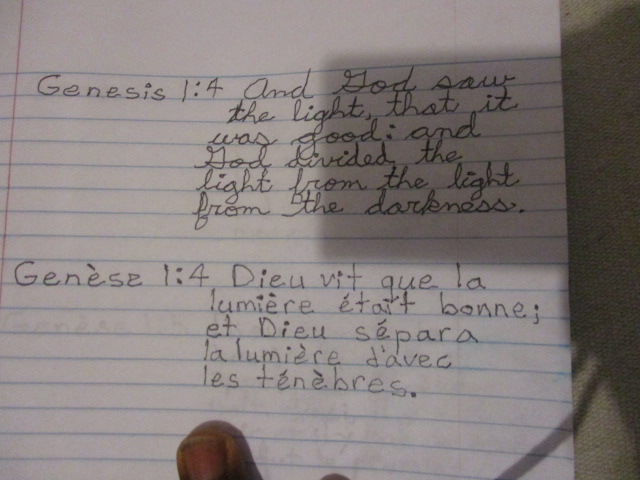 Genesis 1:4 And God saw
the light, that it
was good: and
God divided the
light from the light
from the darkness.
Genèse 1:4 Dieu vit que la
lumière était bonne;
et Dieu sépara
la lumière d'avec
les ténèbres.